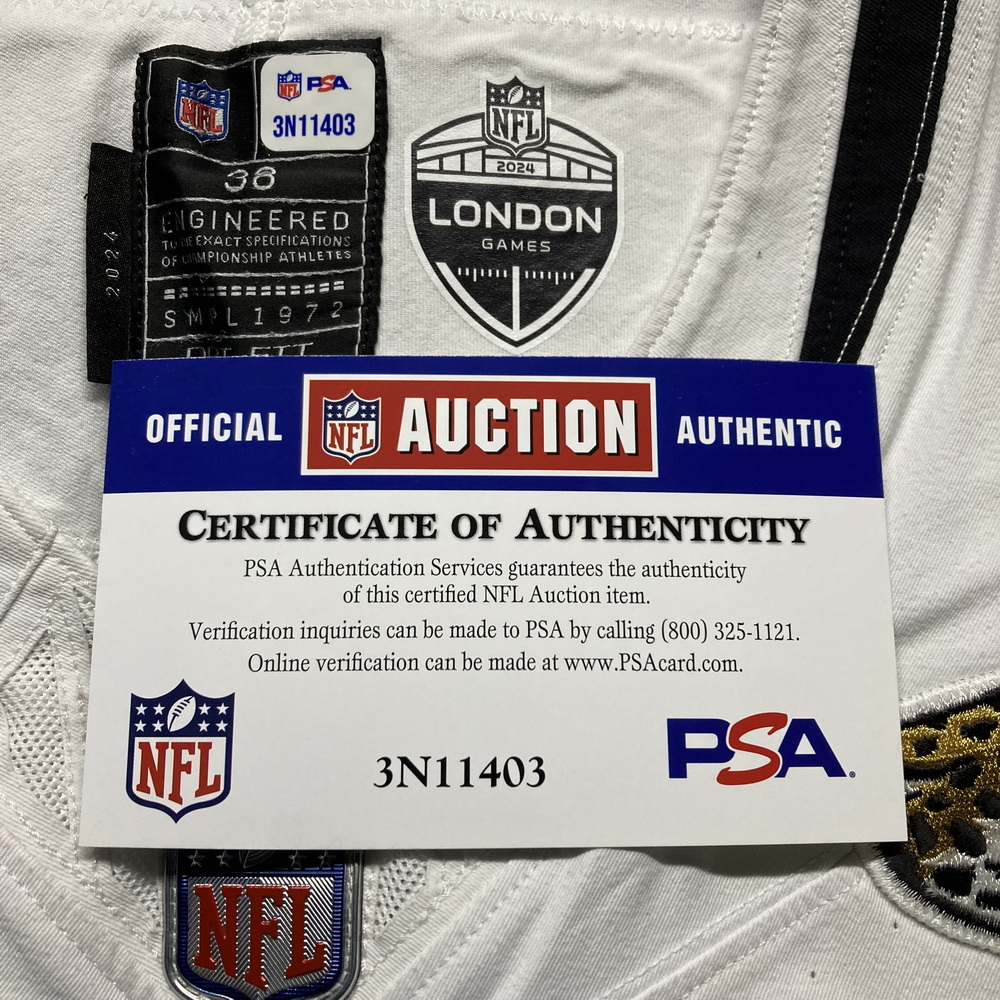 NFL
NFL PSA
3N11403
36
ENGINEERED
TO THE EXACT SPECIFICATIONS
OF CHAMPIONSHIP ATHLETES
SMPL1972
2024
NFL
2024
LONDON
GAMES
OFFICIAL NFL AUCTION AUTHENTIC
CERTIFICATE OF AUTHENTICITY
PSA Authentication Services guarantees the authenticity
of this certified NFL Auction item.
Verification inquiries can be made to PSA by calling (800) 325-1121.
Online verification can be made at www.PSAcard.com.
NFL
3N11403
PSA
NFL